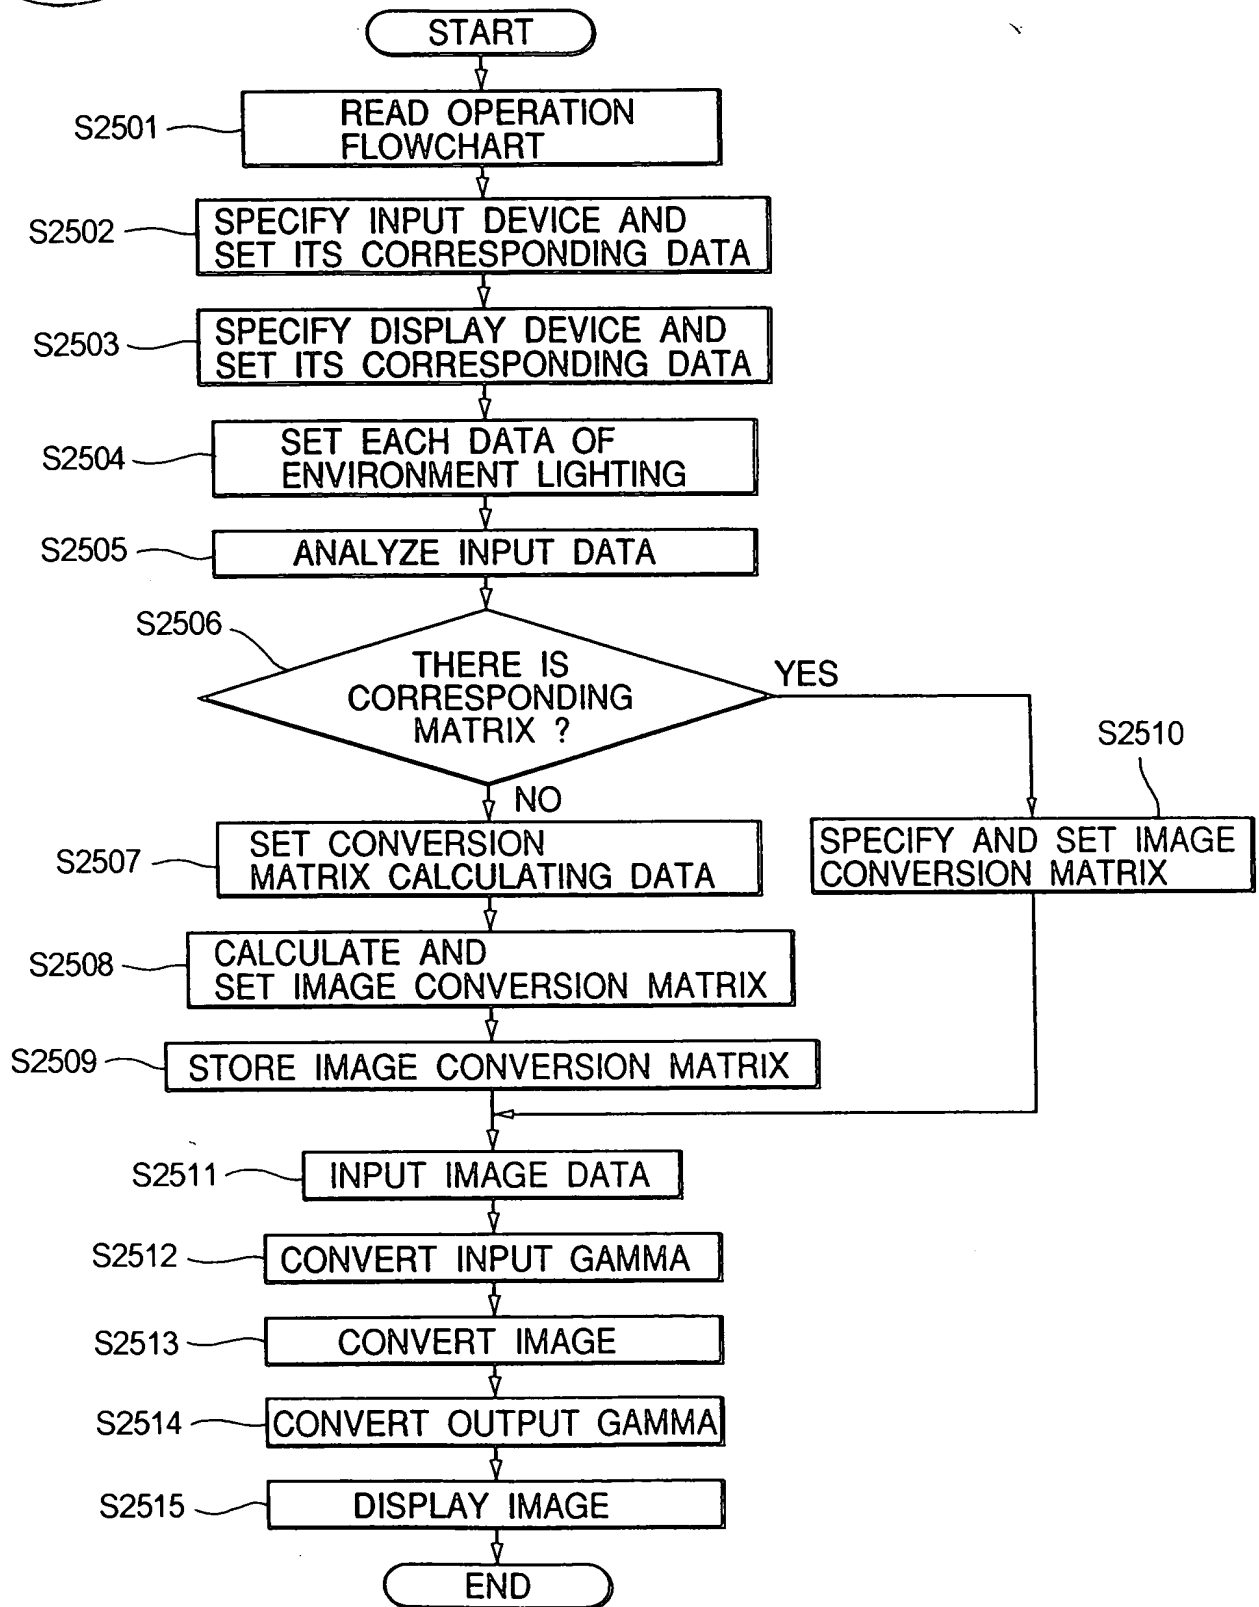 START
S2501
READ OPERATION
FLOWCHART
S2502
SPECIFY INPUT DEVICE AND
SET ITS CORRESPONDING DATA
S2503
SPECIFY DISPLAY DEVICE AND
SET ITS CORRESPONDING DATA
S2504
SET EACH DATA OF
ENVIRONMENT LIGHTING
S2505
ANALYZE INPUT DATA
S2506
THERE IS
CORRESPONDING
MATRIX ?
YES
NO
S2510
SPECIFY AND SET IMAGE
CONVERSION MATRIX
S2507
SET CONVERSION
MATRIX CALCULATING DATA
S2508
CALCULATE AND
SET IMAGE CONVERSION MATRIX
S2509
STORE IMAGE CONVERSION MATRIX
S2511
INPUT IMAGE DATA
S2512
CONVERT INPUT GAMMA
S2513
CONVERT IMAGE
S2514
CONVERT OUTPUT GAMMA
S2515
DISPLAY IMAGE
END